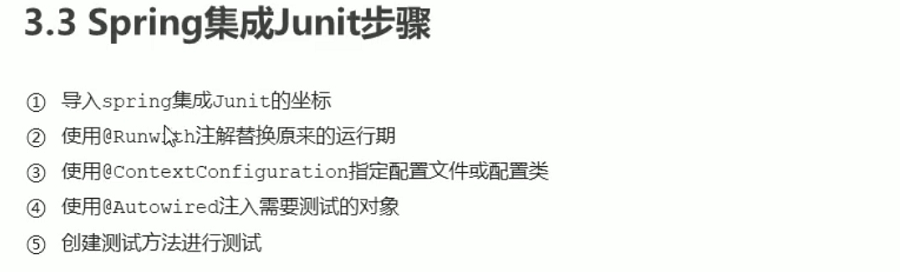 3.3 Spring集成Junit步骤
① 导入spring集成Junit的坐标
② 使用@Runwith注解替换原来的运行期
③ 使用@ContextConfiguration指定配置文件或配置类
④ 使用@Autowired注入需要测试的对象
⑤ 创建测试方法进行测试